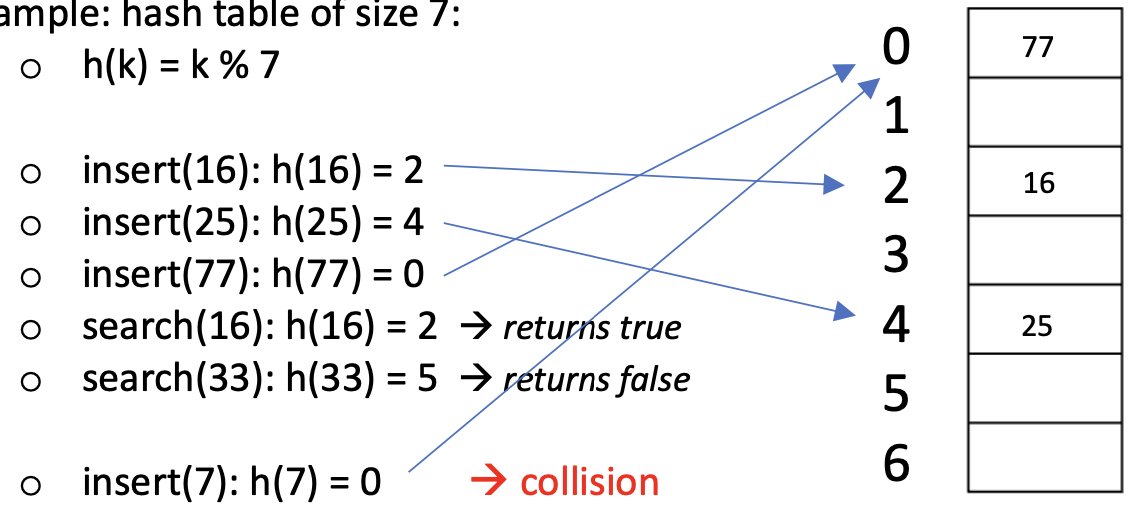 ample: hash table of size 7:
○ h(k) = k % 7
○ insert(16): h(16) = 2
○ insert(25): h(25) = 4
○ insert(77): h(77) = 0
○ search(16): h(16) = 2 → returns true
○ search(33): h(33) = 5 → returns false
○ insert(7): h(7) = 0 → collision
0 77
1
2 16
3
4 25
5
6